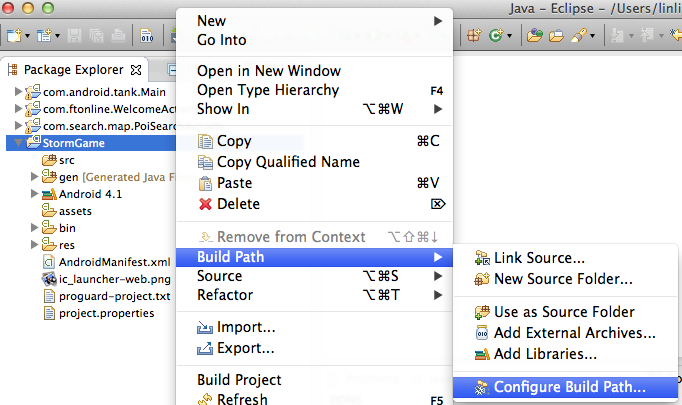 Java – Eclipse – /Users/linli
Package Explorer
com.android.tank.Main
com.ftonline.WelcomeAct
com.search.map.PoiSearc
StormGame
src
gen [Generated Java F
Android 4.1
assets
bin
res
AndroidManifest.xml
ic_launcher-web.png
proguard-project.txt
project.properties
New
Go Into
Open in New Window
Open Type Hierarchy F4
Show In ⌥⌘W
Copy ⌘C
Copy Qualified Name
Paste ⌘V
Delete ⌦
Remove from Context ⌥⇧⌘↓
Build Path
Source ⌥⌘S
Refactor ⌥⌘T
Import...
Export...
Build Project
Refresh F5
Link Source...
New Source Folder...
Use as Source Folder
Add External Archives...
Add Libraries...
Configure Build Path...